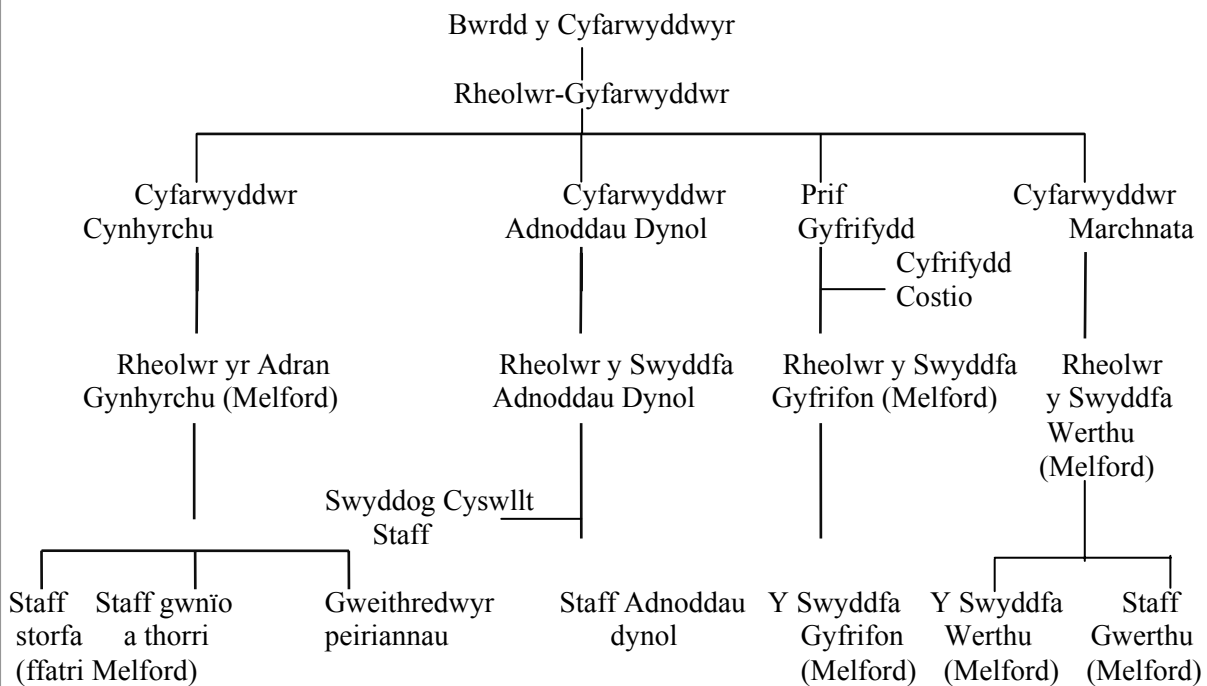 Bwrdd y Cyfarwyddwyr
Rheolwr-Gyfarwyddwr
Cyfarwyddwr
Cynhyrchu
Cyfarwyddwr
Adnoddau Dynol
Prif
Gyfrifydd
Cyfarwyddwr
Marchnata
Cyfrifydd
Costio
Rheolwr yr Adran
Gynhyrchu (Melford)
Rheolwr y Swyddfa
Adnoddau Dynol
Rheolwr y Swyddfa
Gyfrifon (Melford)
Rheolwr
y Swyddfa
Werthu
(Melford)
Swyddog Cyswllt
Staff
Staff
storfa
Staff gwnïo
a thorri
(ffatri Melford)
Gweithredwyr
peiriannau
Staff Adnoddau
dynol
Y Swyddfa
Gyfrifon
(Melford)
Y Swyddfa
Werthu
(Melford)
Staff
Gwerthu
(Melford)